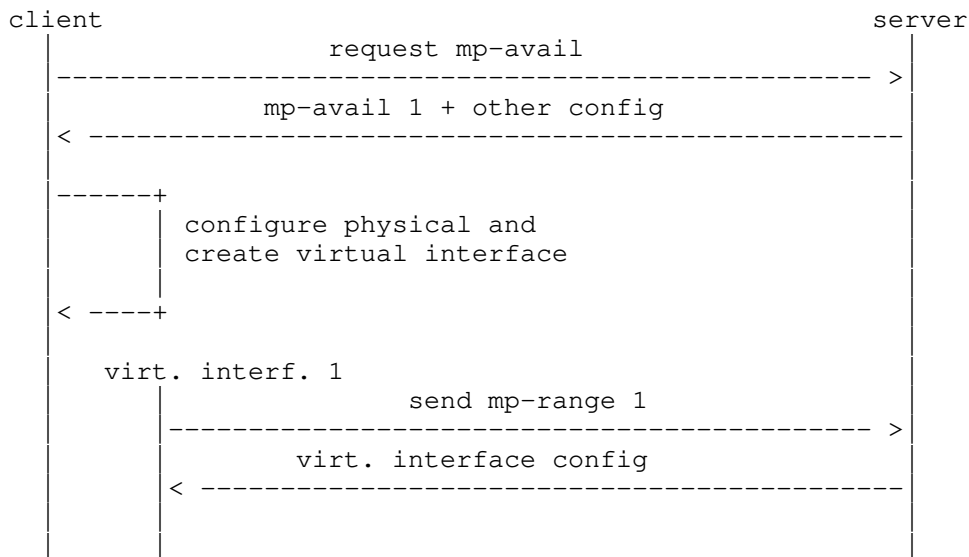 client server
request mp-avail
mp-avail 1 + other config
configure physical and
create virtual interface
virt. interf. 1
send mp-range 1
virt. interface config